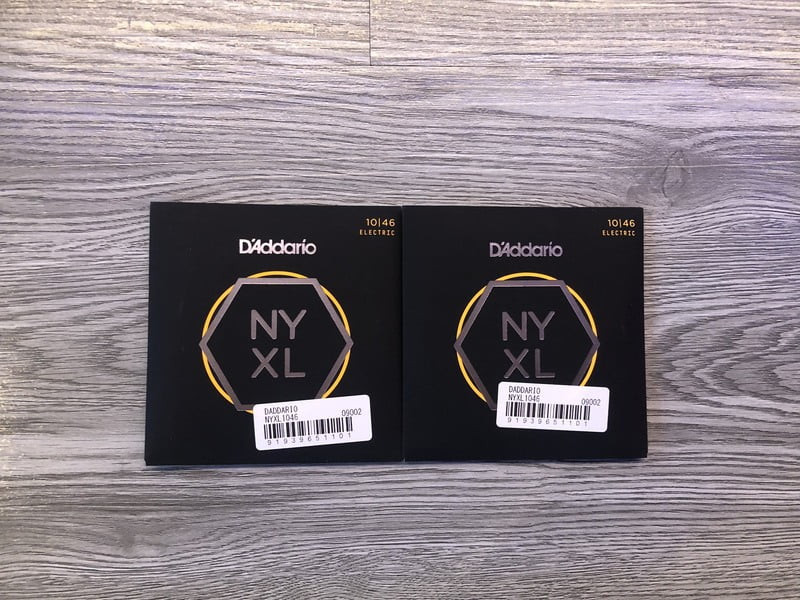 10|46
ELECTRIC
D'Addario
NY
XL
DADDARIO
NYXL1046
09002
91939651101
10|46
ELECTRIC
D'Addario
NY
XL
DADDARIO
NYXL1046
09002
91939651101